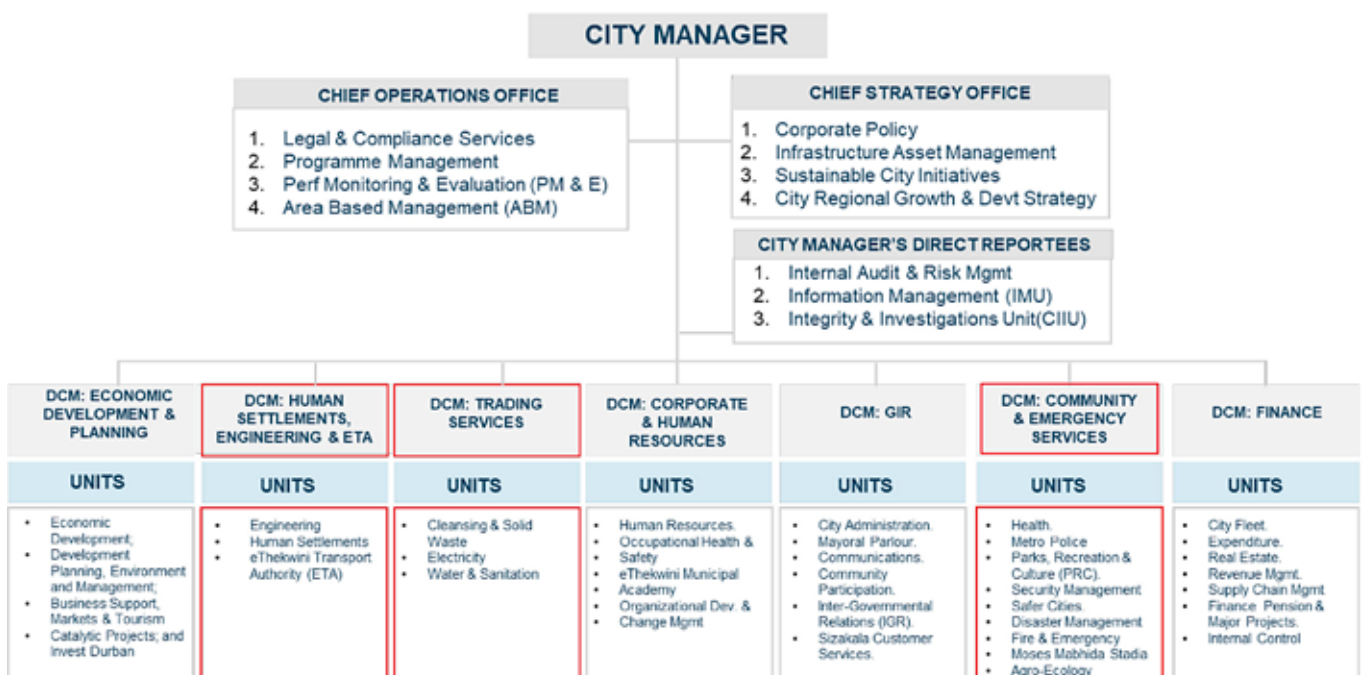 CITY MANAGER
CHIEF OPERATIONS OFFICE
1. Legal & Compliance Services
2. Programme Management
3. Perf Monitoring & Evaluation (PM & E)
4. Area Based Management (ABM)
CHIEF STRATEGY OFFICE
1. Corporate Policy
2. Infrastructure Asset Management
3. Sustainable City Initiatives
4. City Regional Growth & Devt Strategy
CITY MANAGER'S DIRECT REPORTEES
1. Internal Audit & Risk Mgmt
2. Information Management (IMU)
3. Integrity & Investigations Unit(CIIU)
DCM: ECONOMIC
DEVELOPMENT &
PLANNING
UNITS
• Economic
Development;
• Development
Planning, Environment
and Management;
• Business Support,
Markets & Tourism
• Catalytic Projects; and
Invest Durban
DCM: HUMAN
SETTLEMENTS,
ENGINEERING & ETA
UNITS
• Engineering
• Human Settlements
• eThekwini Transport
Authority (ETA)
DCM: TRADING
SERVICES
UNITS
• Cleansing & Solid
Waste
• Electricity
• Water & Sanitation
DCM: CORPORATE
& HUMAN
RESOURCES
UNITS
• Human Resources.
• Occupational Health &
• Safety
• eThekwini Municipal
• Academy
• Organizational Dev. &
• Change Mgmt
DCM: GIR
UNITS
• City Administration.
• Mayoral Parlour.
• Communications.
• Community
Participation.
• Inter-Governmental
Relations (IGR).
• Sizakala Customer
Services.
DCM: COMMUNITY
& EMERGENCY
SERVICES
UNITS
• Health.
• Metro Police
• Parks, Recreation &
Culture (PRC).
• Security Management
• Safer Cities.
• Disaster Management
• Fire & Emergency
• Moses Mabhida Stadia
• Agro-Ecology
DCM: FINANCE
UNITS
• City Fleet.
• Expenditure.
• Real Estate.
• Revenue Mgmt.
• Supply Chain Mgmt
• Finance Pension &
Major Projects.
• Internal Control